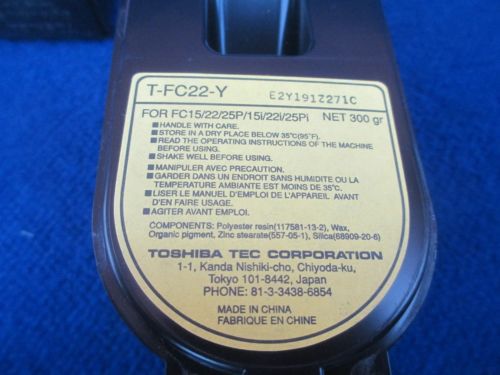 T-FC22-Y E2Y191Z271C
FOR FC15/22/25P/15i/22i/25Pi NET 300 gr
■HANDLE WITH CARE.
■STORE IN A DRY PLACE BELOW 35°C(95°F).
■READ THE OPERATING INSTRUCTIONS OF THE MACHINE
BEFORE USING.
■SHAKE WELL BEFORE USING.
■MANIPULER AVEC PRECAUTION.
■GARDER DANS UN ENDROIT SANS HUMIDITE OU LA
TEMPERATURE AMBIANTE EST MOINS DE 35°C.
■LISER LE MANUEL D'EMPLOI DE L'APPAREIL AVANT
D'EN FAIRE USAGE.
■AGITER AVANT EMPLOI.
COMPONENTS: Polyester resin(117581-13-2), Wax,
Organic pigment, Zinc stearate(557-05-1), Silica(68909-20-6)
TOSHIBA TEC CORPORATION
1-1, Kanda Nishiki-cho, Chiyoda-ku,
Tokyo 101-8442, Japan
PHONE: 81-3-3438-6854
MADE IN CHINA
FABRIQUE EN CHINE